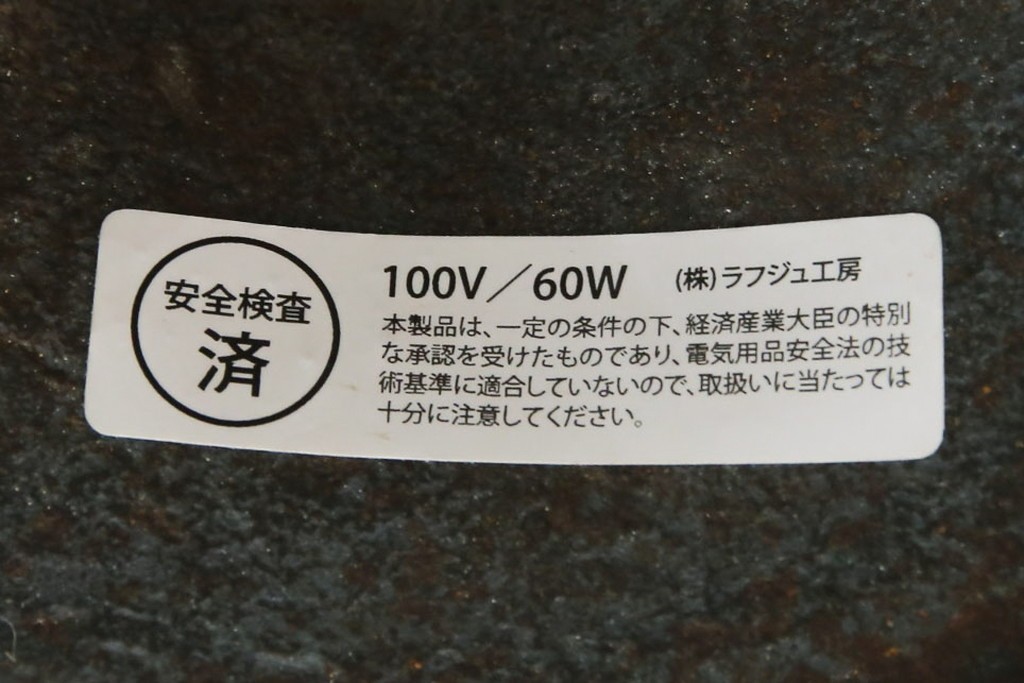 安全検査
済
100V／60W (株)ラフジュ工房
本製品は、一定の条件の下、経済産業大臣の特別
な承認を受けたものであり、電気用品安全法の技
術基準に適合していないので、取扱いに当たっては
十分に注意してください。